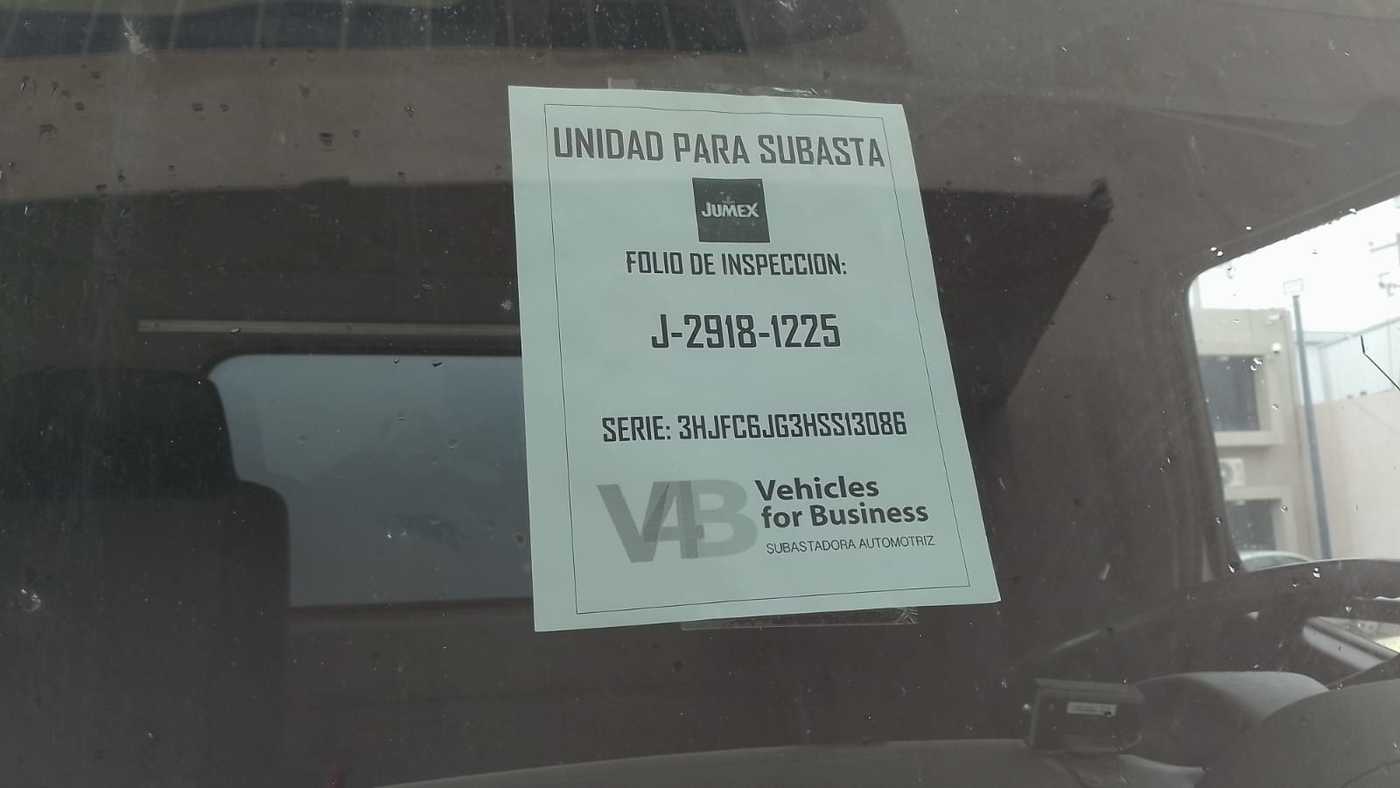 UNIDAD PARA SUBASTA
JUMEX
FOLIO DE INSPECCION:
J-2918-1225
SERIE: 3HJFC6JG3HSS13086
V4B
Vehicles
for Business
SUBASTADORA AUTOMOTRIZ